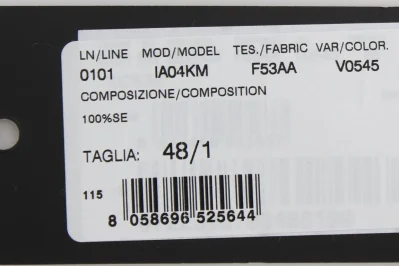 LN/LINE MOD/MODEL TES./FABRIC VAR/COLOR.
0101 IA04KM F53AA V0545
COMPOSIZIONE/COMPOSITION
100%SE
TAGLIA: 48/1
115
8 058696 525644